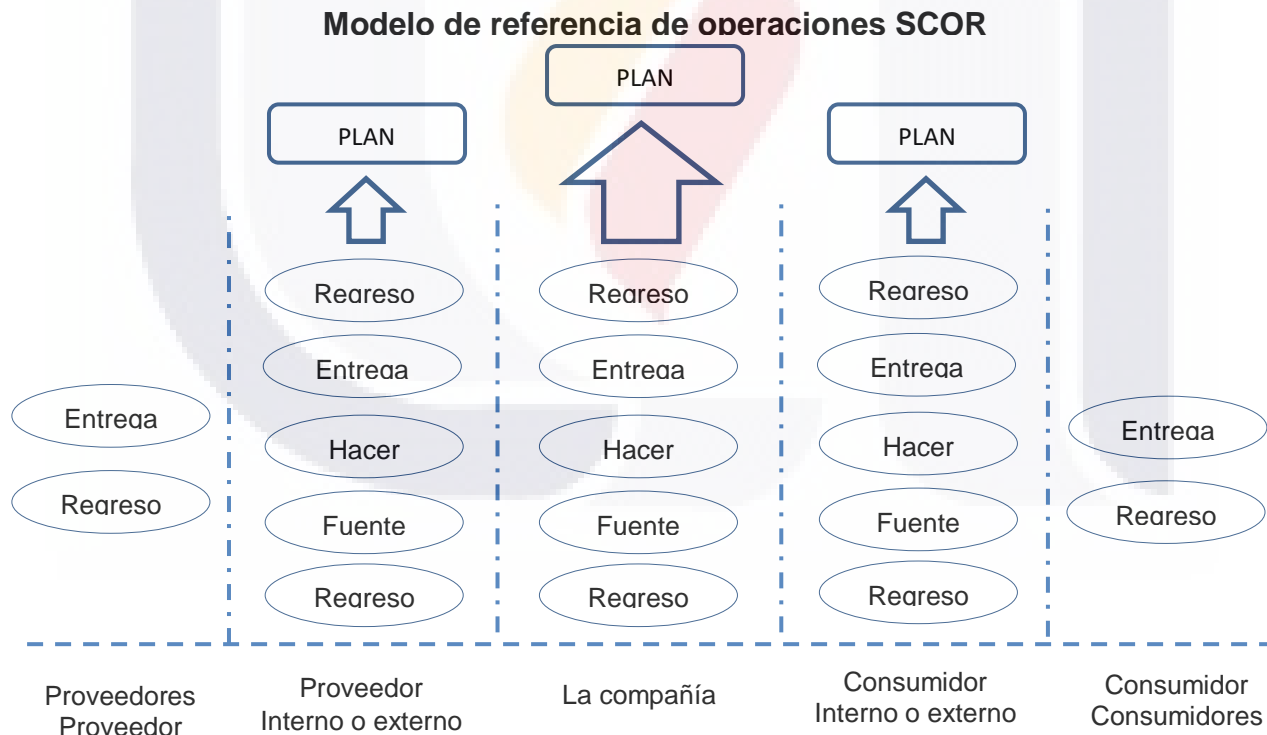 Modelo de referencia de operaciones SCOR
PLAN
PLAN
PLAN
Regreso
Regreso
Regreso
Entrega
Entrega
Entrega
Entrega
Entrega
Hacer
Hacer
Hacer
Regreso
Regreso
Fuente
Fuente
Fuente
Regreso
Regreso
Regreso
Proveedores
Proveedor
Proveedor
Interno o externo
La compañía
Consumidor
Interno o externo
Consumidor
Consumidores